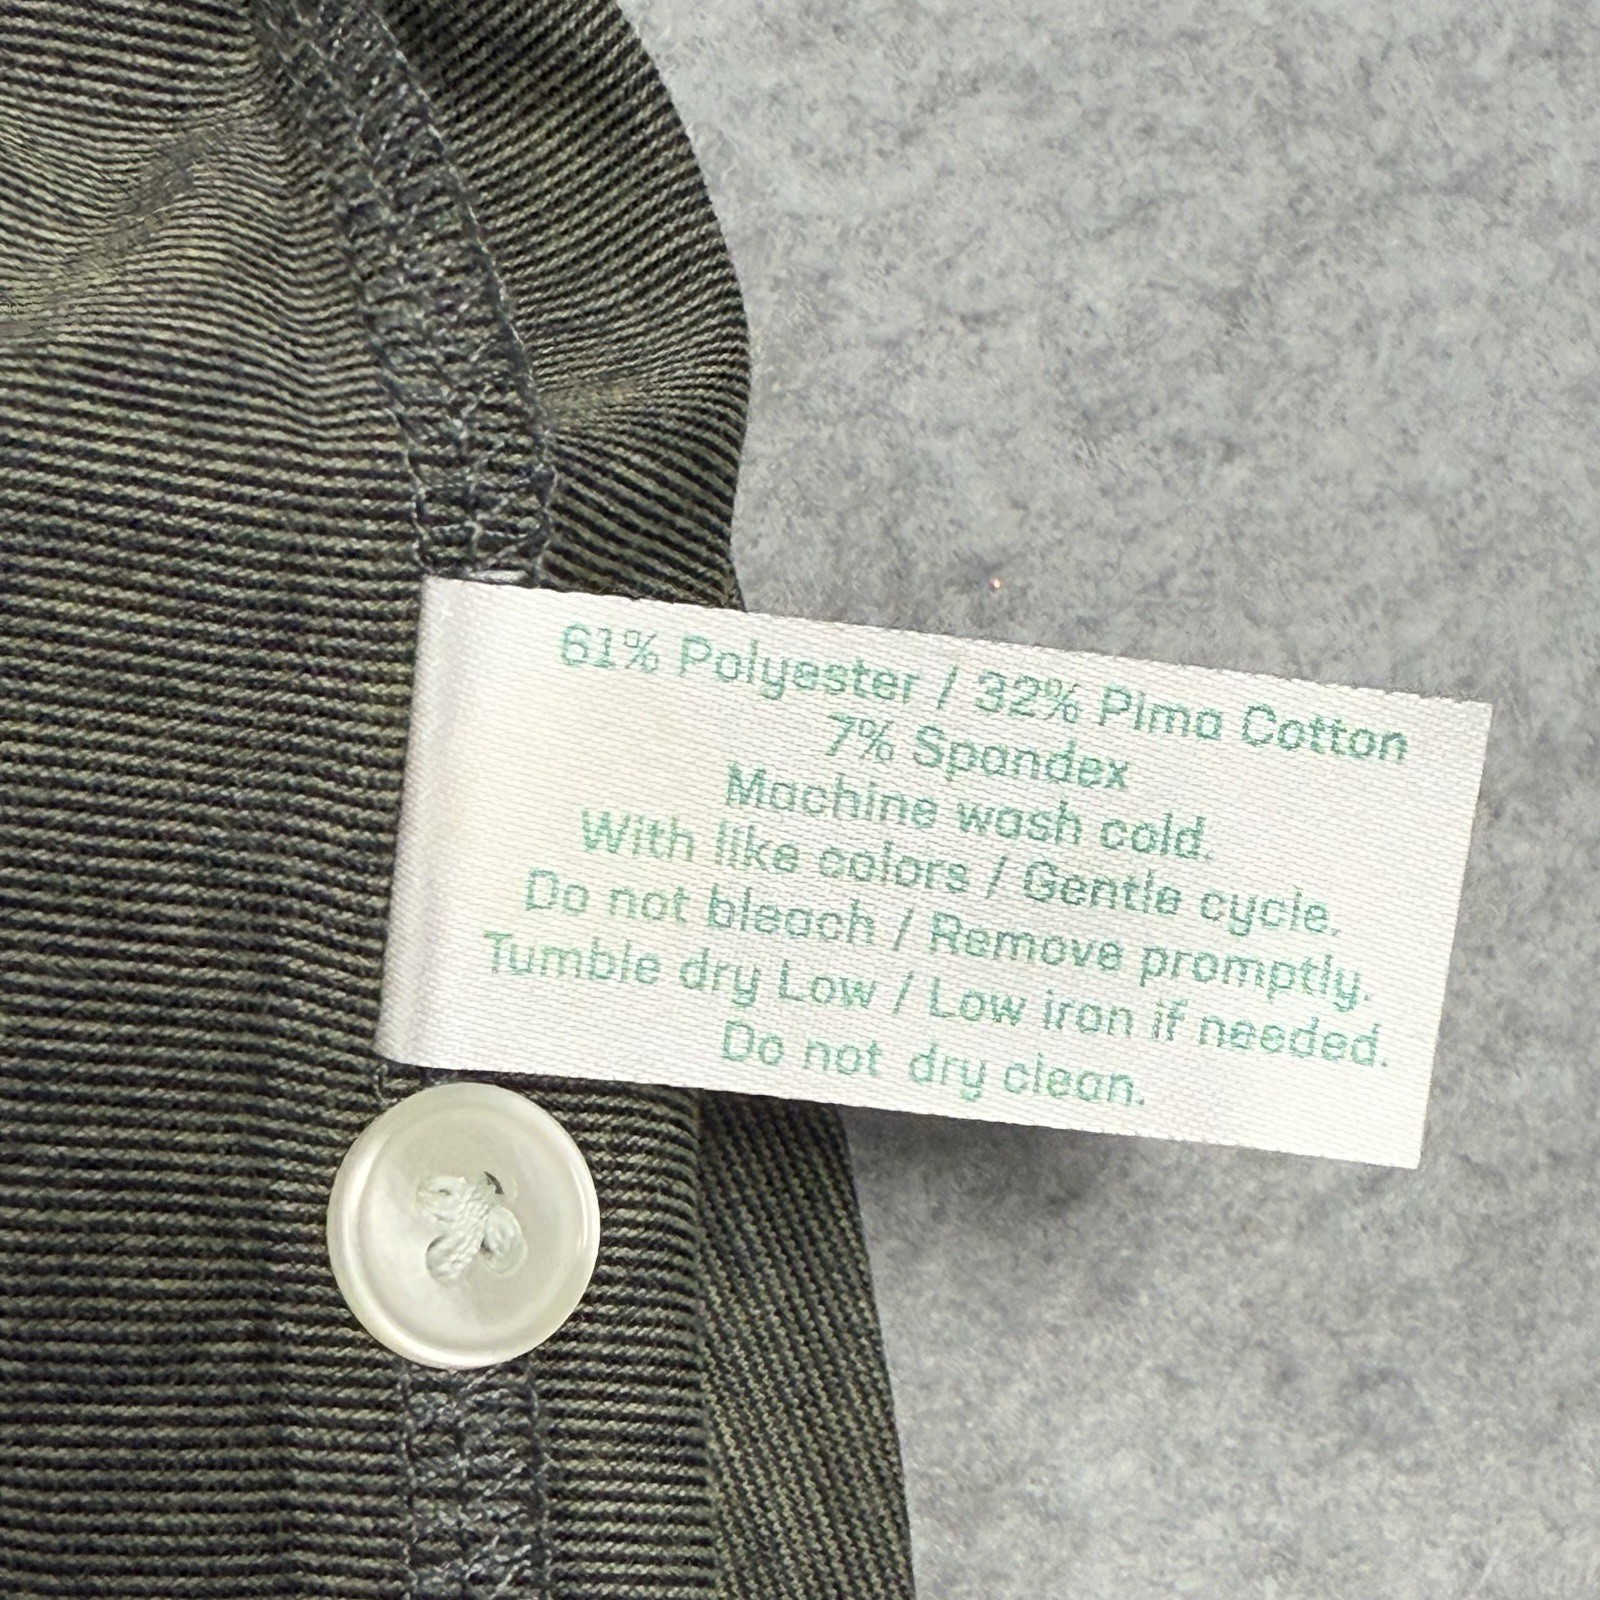 61% Polyester / 32% Pima Cotton
7% Spandex
Machine wash cold.
With like colors / Gentle cycle.
Do not bleach / Remove promptly.
Tumble dry Low / Low iron if needed.
Do not dry clean.